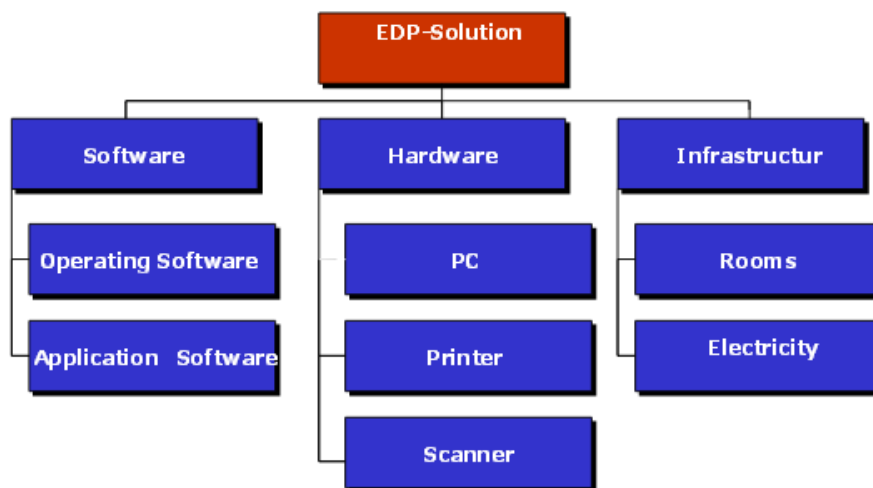 EDP-Solution
Software
Hardware
Infrastructur
Operating Software
PC
Rooms
Application Software
Printer
Electricity
Scanner